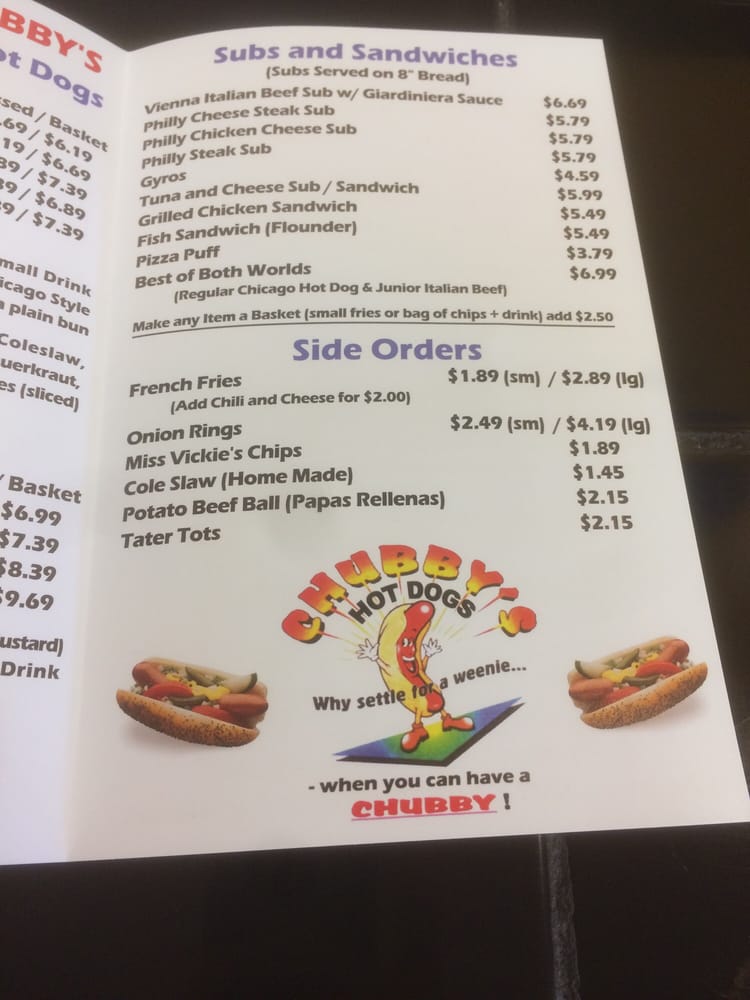 BBY'S
ot Dogs
ssed / Basket
.69 / $6.19
19 / $6.69
39 / $7.39
39 / $6.89
99 / $7.39
mall Drink
icago Style
plain bun
Coleslaw,
uerkraut,
es (sliced)
/ Basket
$6.99
$7.39
$8.39
$9.69
ustard)
Drink
Subs and Sandwiches
(Subs Served on 8" Bread)
Vienna Italian Beef Sub w/ Giardiniera Sauce $6.69
Philly Cheese Steak Sub $5.79
Philly Chicken Cheese Sub $5.79
Philly Steak Sub $5.79
Gyros $4.59
Tuna and Cheese Sub / Sandwich $5.99
Grilled Chicken Sandwich $5.49
Fish Sandwich (Flounder) $5.49
Pizza Puff $3.79
Best of Both Worlds $6.99
(Regular Chicago Hot Dog & Junior Italian Beef)
Make any Item a Basket (small fries or bag of chips + drink) add $2.50
Side Orders
French Fries $1.89 (sm) / $2.89 (lg)
(Add Chili and Cheese for $2.00)
Onion Rings $2.49 (sm) / $4.19 (lg)
Miss Vickie's Chips $1.89
Cole Slaw (Home Made) $1.45
Potato Beef Ball (Papas Rellenas) $2.15
Tater Tots $2.15
CHUBBY'S
HOT DOGS
Why settle for a weenie...
- when you can have a
CHUBBY !